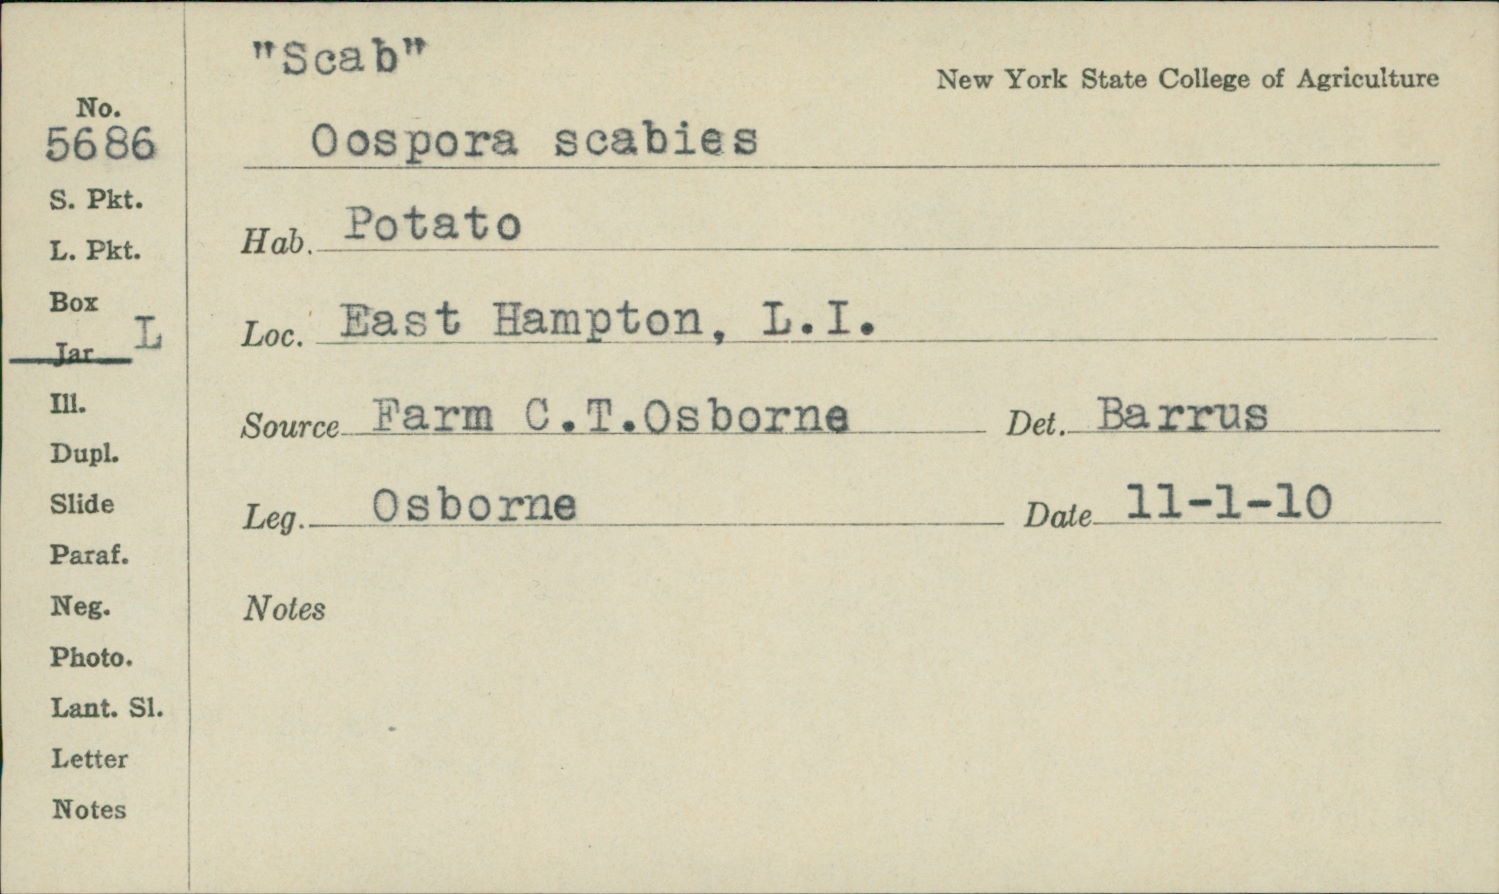 "Scab"
New York State College of Agriculture
No.
5686
Oospora scabies
S. Pkt.
L. Pkt.
Box
Jar L
Ill.
Dupl.
Slide
Paraf.
Neg.
Photo.
Lant. Sl.
Letter
Notes
Hab. Potato
Loc. East Hampton, L.I.
Source Farm C.T.Osborne Det. Barrus
Leg. Osborne Date 11-1-10
Notes